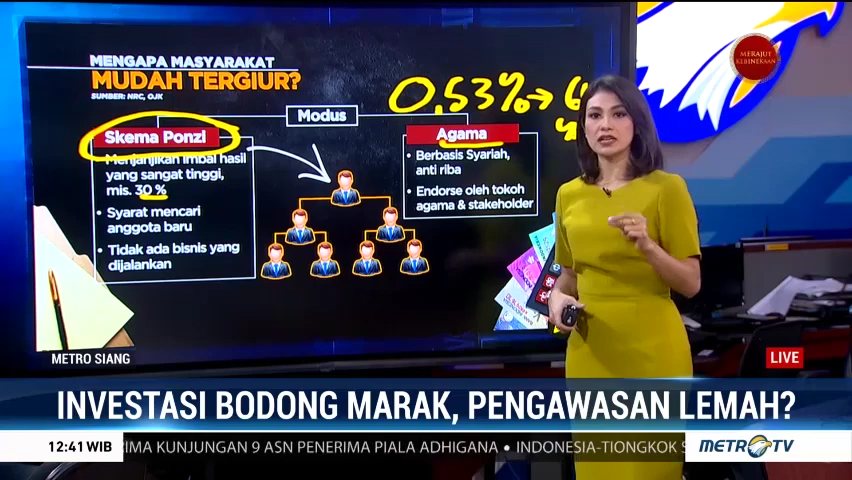 MENGAPA MASYARAKAT
MUDAH TERGIUR?
SUMBER: NRC, OJK
MERAJUT
KEBINEKAAN
0,53% →
Modus
Skema Ponzi
Menjanjikan imbal hasil
yang sangat tinggi,
mis. 30 %
• Syarat mencari
anggota baru
• Tidak ada bisnis yang
dijalankan
Agama
• Berbasis Syariah,
anti riba
• Endorse oleh tokoh
agama & stakeholder
METRO SIANG
LIVE
INVESTASI BODONG MARAK, PENGAWASAN LEMAH?
12:41 WIB
RIMA KUNJUNGAN 9 ASN PENERIMA PIALA ADHIGANA • INDONESIA-TIONGKOK S
METRO TV